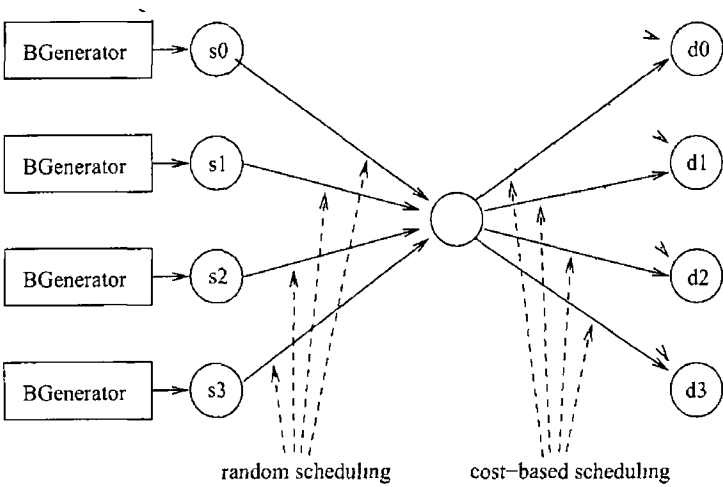 BGenerator s0 d0
BGenerator s1 d1
BGenerator s2 d2
BGenerator s3 d3
random scheduling cost-based scheduling